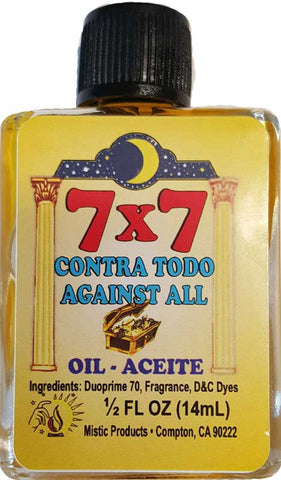 7x7
CONTRA TODO
AGAINST ALL
OIL - ACEITE
Ingredients: Duoprime 70, Fragrance, D&C Dyes
½ FL OZ (14mL)
Mistic Products • Compton, CA 90222